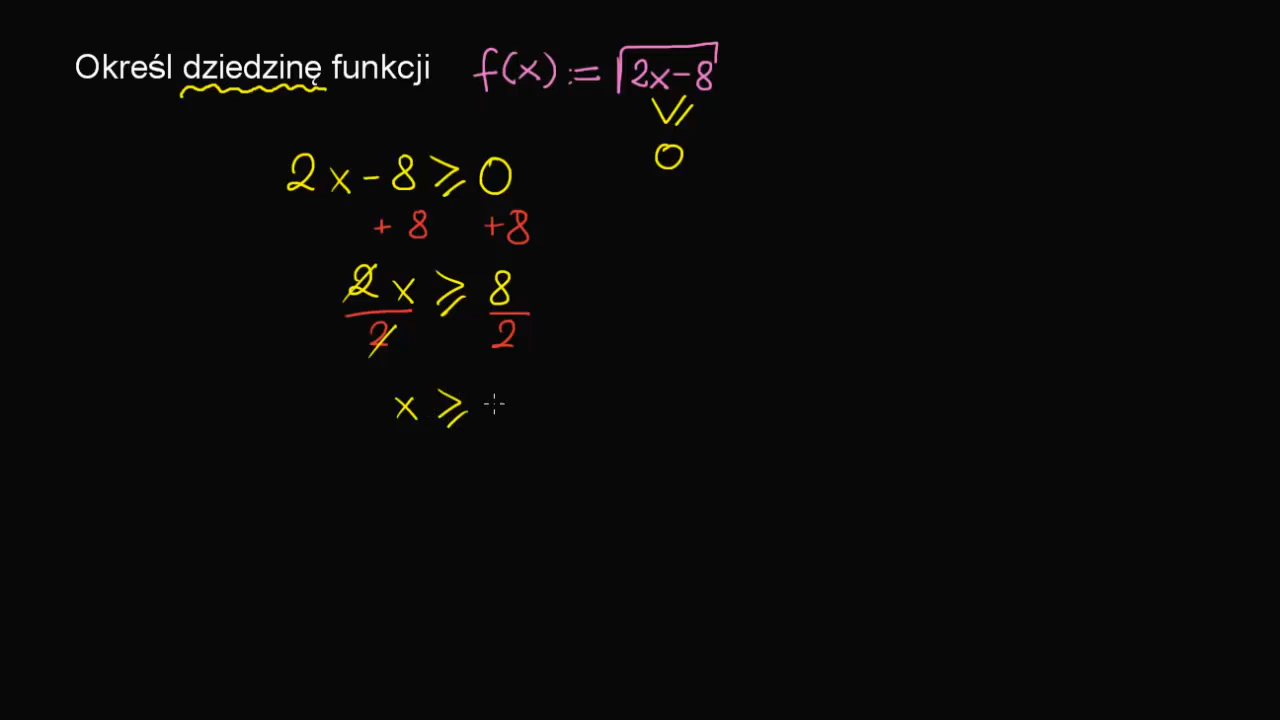 Określ dziedzinę funkcji f(x) := √2x-8
≥
0
2x - 8 ≥ 0
+ 8 +8
2x ≥ 8
2 2
x ≥